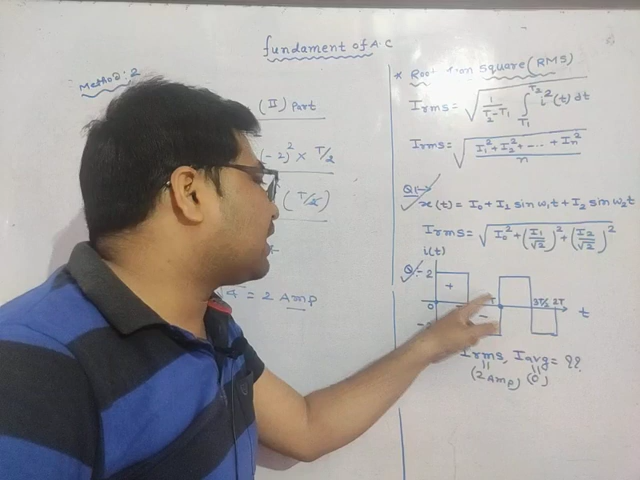 fundament of A.C
Method: 2
(II) Part
(-2)² × T/2
(T/2)
√4 = 2 Amp
* Root Square (RMS)
Irms = √(1/(T₂-T₁) ∫T₁^T₂ i²(t) dt
Irms = √((I₁² + I₂² + - - - + In²)/n)
Q1→
x(t) = I₀ + I₁ sin ω₁t + I₂ sin ω₂t
Irms = √(I₀² + (I₁/√2)² + (I₂/√2)²)
i(t)
Q:- 2
+
0 T 3T/2 2T t
-
Irms, Iavg = ??
(2Amp) (0)